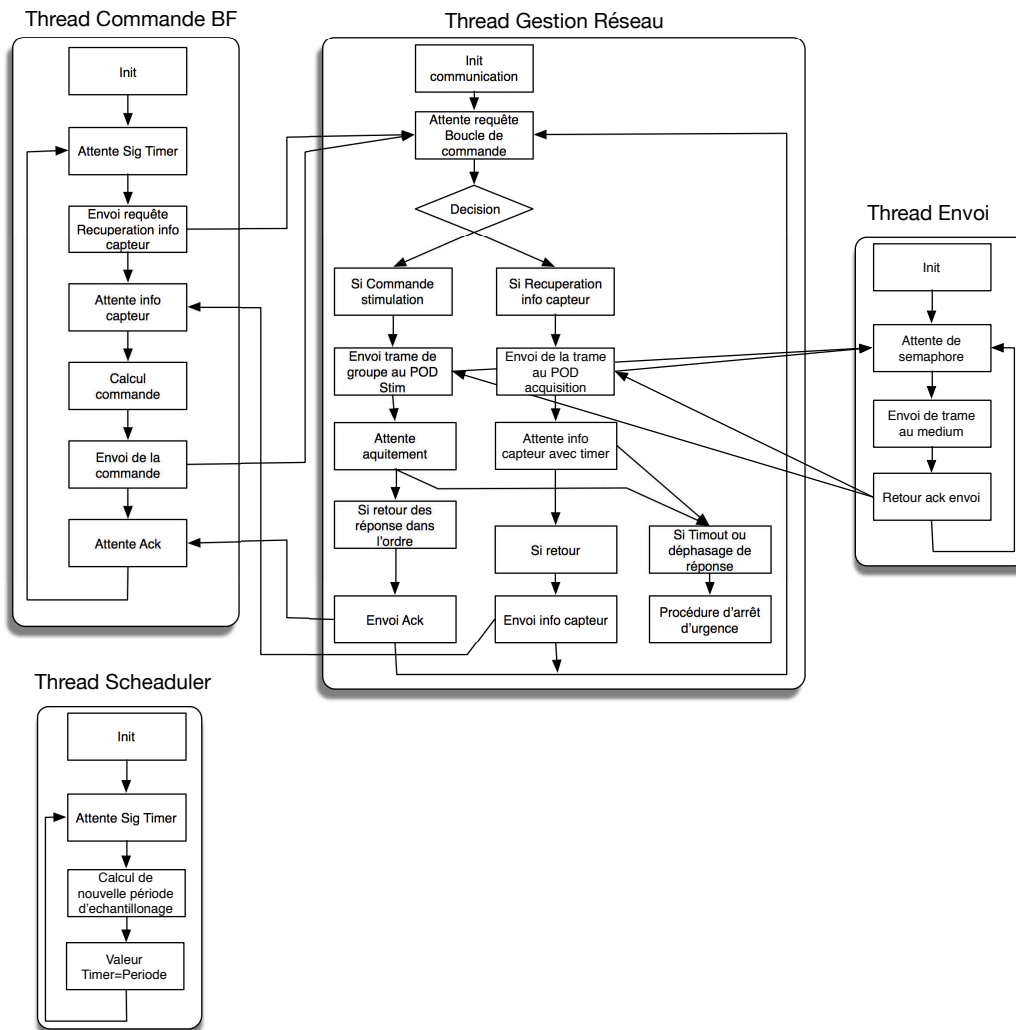 Thread Commande BF
Init
Attente Sig Timer
Envoi requête
Recuperation info
capteur
Attente info
capteur
Calcul
commande
Envoi de la
commande
Attente Ack
Thread Gestion Réseau
Init
communication
Attente requête
Boucle de
commande
Decision
Si Commande
stimulation
Si Recuperation
info capteur
Envoi trame de
groupe au POD
Stim
Envoi de la trame
au POD
acquisition
Attente
aquitement
Attente info
capteur avec timer
Si retour des
réponse dans
l'ordre
Si retour
Si Timout ou
déphasage de
réponse
Envoi Ack
Envoi info capteur
Procédure d'arrêt
d'urgence
Thread Envoi
Init
Attente de
semaphore
Envoi de trame
au medium
Retour ack envoi
Thread Scheaduler
Init
Attente Sig Timer
Calcul de
nouvelle période
d'echantillonage
Valeur
Timer=Periode